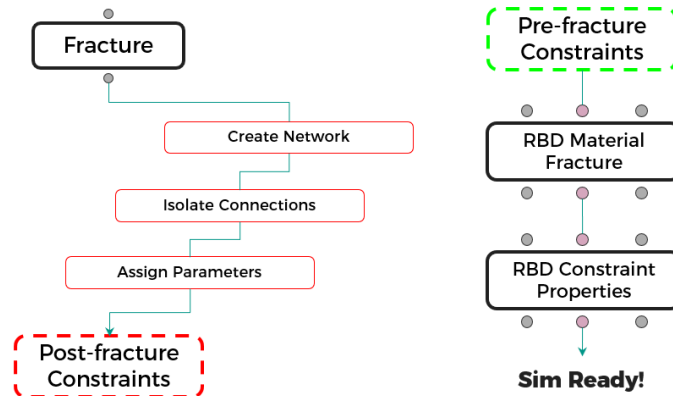 Fracture
Create Network
Isolate Connections
Assign Parameters
Post-fracture
Constraints
Pre-fracture
Constraints
RBD Material
Fracture
RBD Constraint
Properties
Sim Ready!